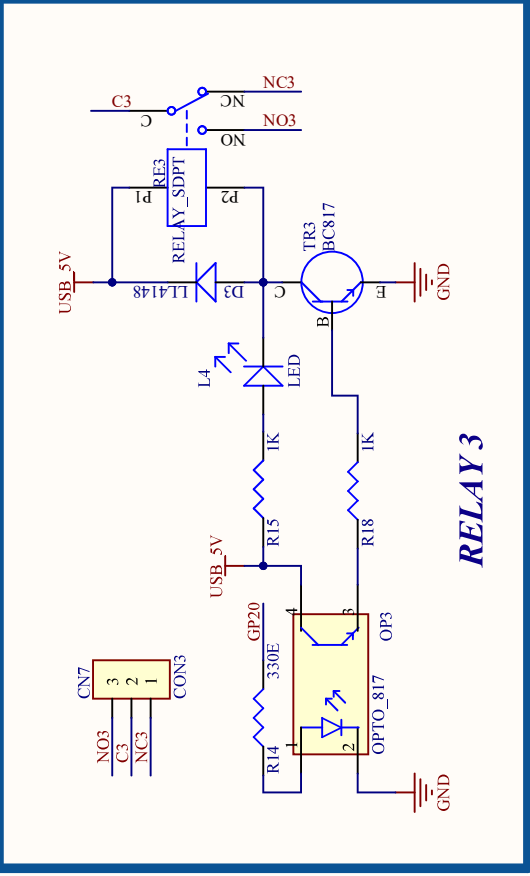 NC3
C3
NC
C
NO3
NO
RE3
RELAY_SDPT
P1
P2
TR3
BC817
USB_5V
LL4148
D3
C
E
GND
B
L4
LED
1K
R15
1K
R18
RELAY 3
USB_5V
GP20
4
3
OP3
330E
R14
OPTO_817
1
2
GND
CN7
3
2
1
CON3
NO3
C3
NC3